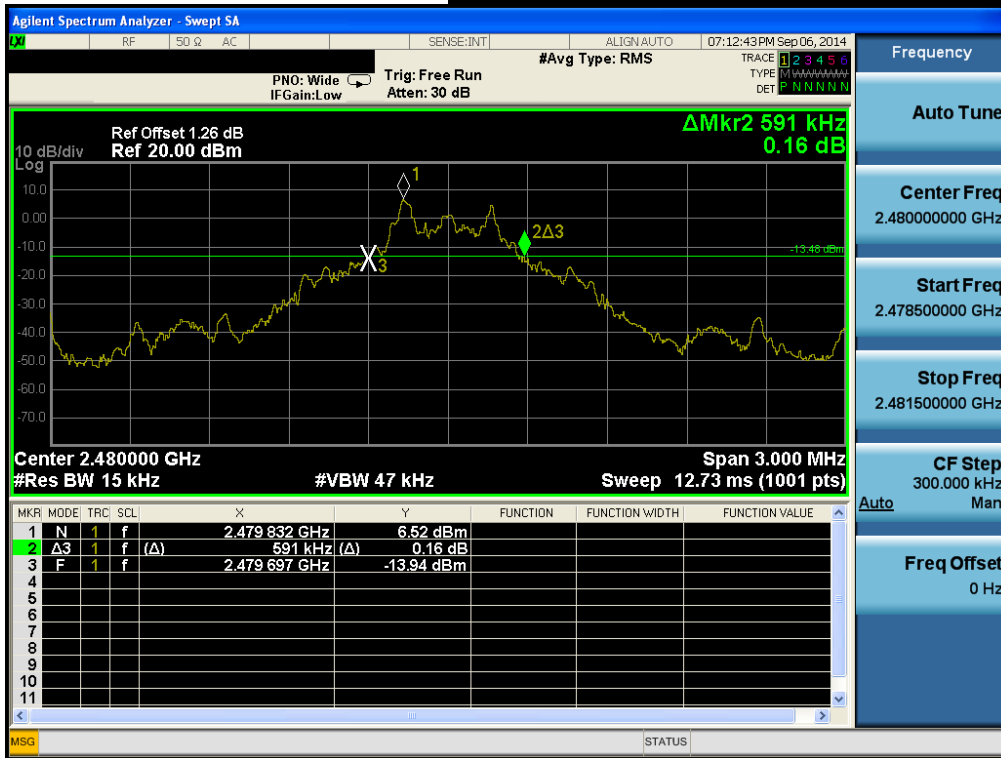 Agilent Spectrum Analyzer - Swept SA
LXI RF 50 Ω AC SENSE:INT ALIGN AUTO 07:12:43 PM Sep 06, 2014
#Avg Type: RMS
TRACE 1 2 3 4 5 6
PNO: Wide Trig: Free Run
TYPE M WWWWW
IFGain:Low Atten: 30 dB
DET P N N N N N
ΔMkr2 591 kHz
0.16 dB
Ref Offset 1.26 dB
10 dB/div Ref 20.00 dBm
Log
10.0
0.00
-10.0
-20.0
-30.0
-40.0
-50.0
-60.0
-70.0
1
2Δ3
3
-13.48 dBm
Center 2.480000 GHz Span 3.000 MHz
#Res BW 15 kHz #VBW 47 kHz Sweep 12.73 ms (1001 pts)
MKR MODE TRC SCL X Y FUNCTION FUNCTION WIDTH FUNCTION VALUE
1 N 1 f 2.479 832 GHz 6.52 dBm
2 Δ3 1 f (Δ) 591 kHz (Δ) 0.16 dB
3 F 1 f 2.479 697 GHz -13.94 dBm
4
5
6
7
8
9
10
11
MSG STATUS
Frequency
Auto Tune
Center Freq
2.480000000 GHz
Start Freq
2.478500000 GHz
Stop Freq
2.481500000 GHz
CF Step
300.000 kHz
Auto Man
Freq Offset
0 Hz